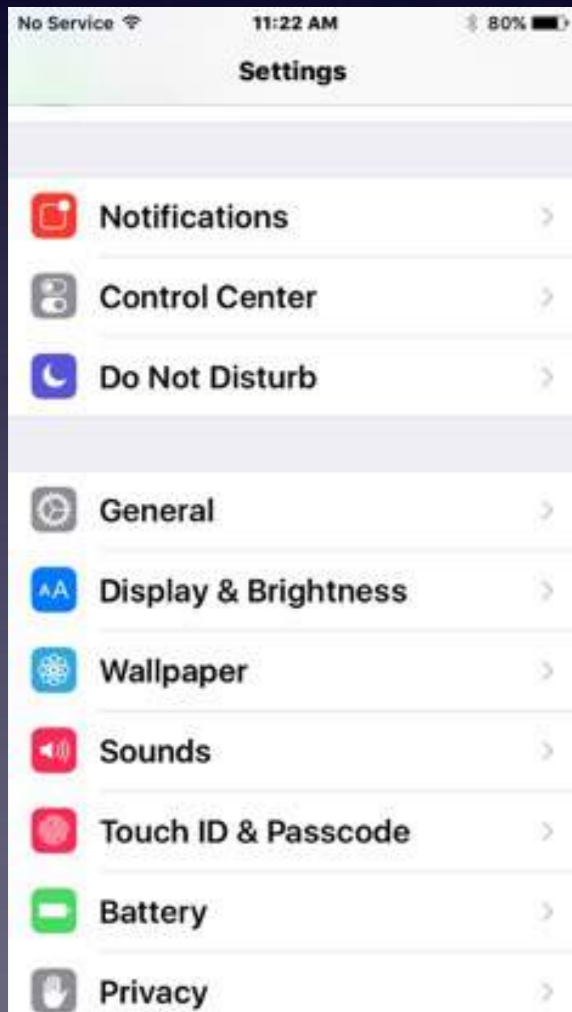 No Service 11:22 AM 80%
Settings
Notifications
Control Center
Do Not Disturb
General
AA Display & Brightness
Wallpaper
Sounds
Touch ID & Passcode
Battery
Privacy